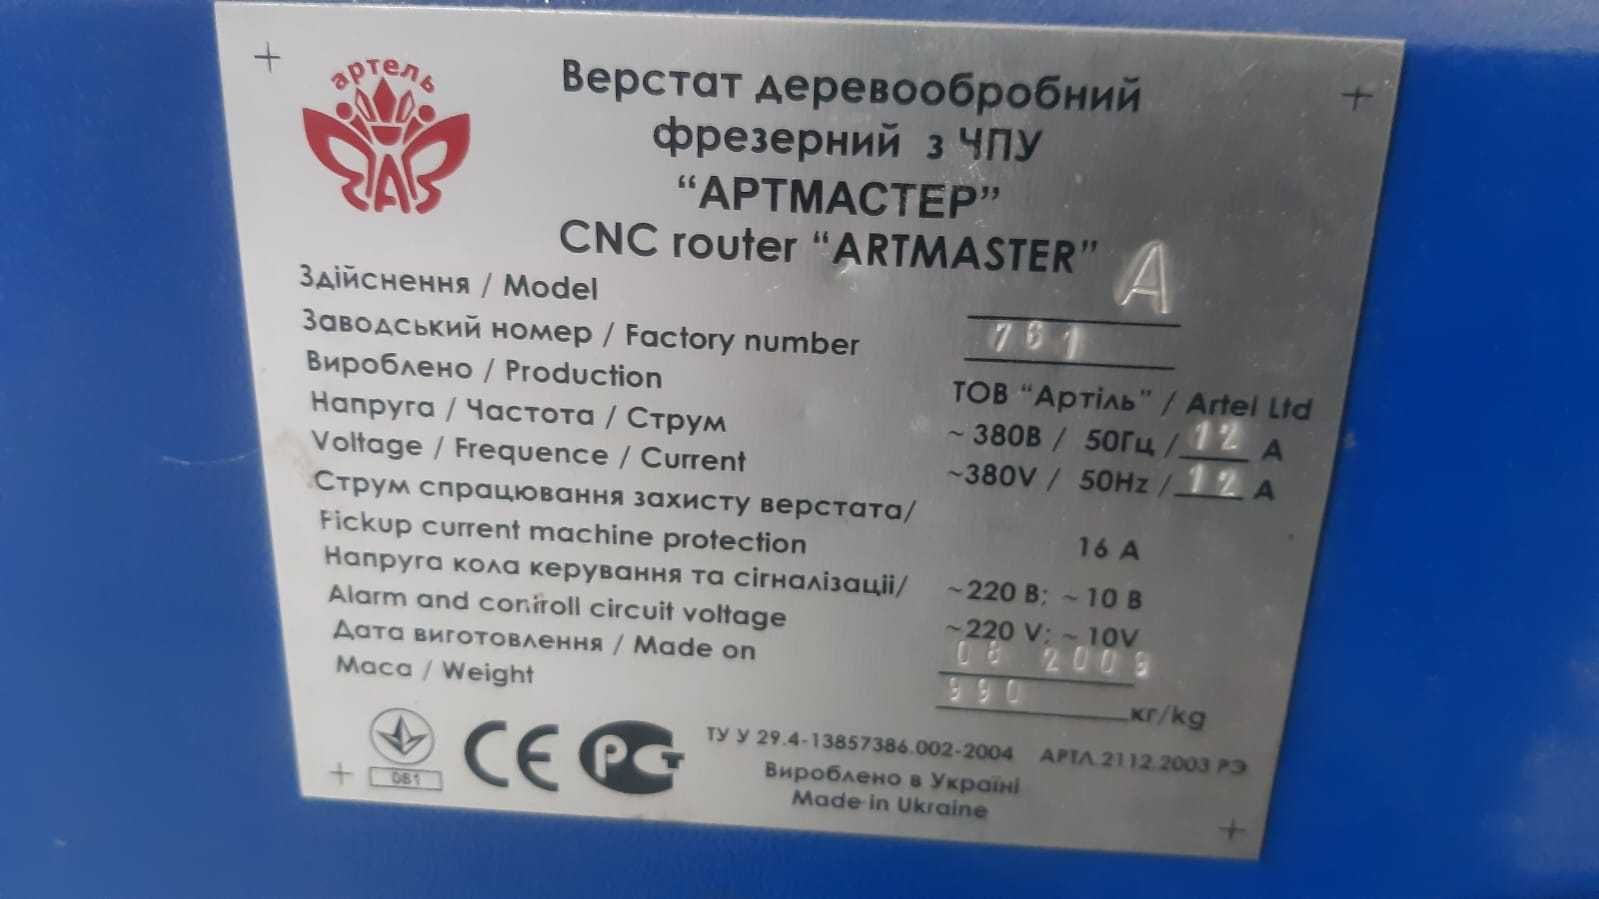 артель
Верстат деревообробний
фрезерний з ЧПУ
“АРТМАСТЕР”
CNC router “ARTMASTER”
Здійснення / Model A
Заводський номер / Factory number 761
Вироблено / Production ТОВ “Артіль” / Artel Ltd
Напруга / Частота / Струм ~ 380В / 50Гц / 12 А
Voltage / Frequence / Current ~380V / 50Hz / 12 A
Струм спрацювання захисту верстата/
Pickup current machine protection 16 A
Напруга кола керування та сігналізації/ ~220 В; ~10 В
Alarm and controll circuit voltage ~220 V; ~10V
Дата виготовлення / Made on 08 2009
Маса / Weight 990 кг/kg
081
CE РСТ
ТУ У 29.4-13857386.002-2004 АРТЛ.2112.2003 РЭ
Вироблено в Україні
Made in Ukraine